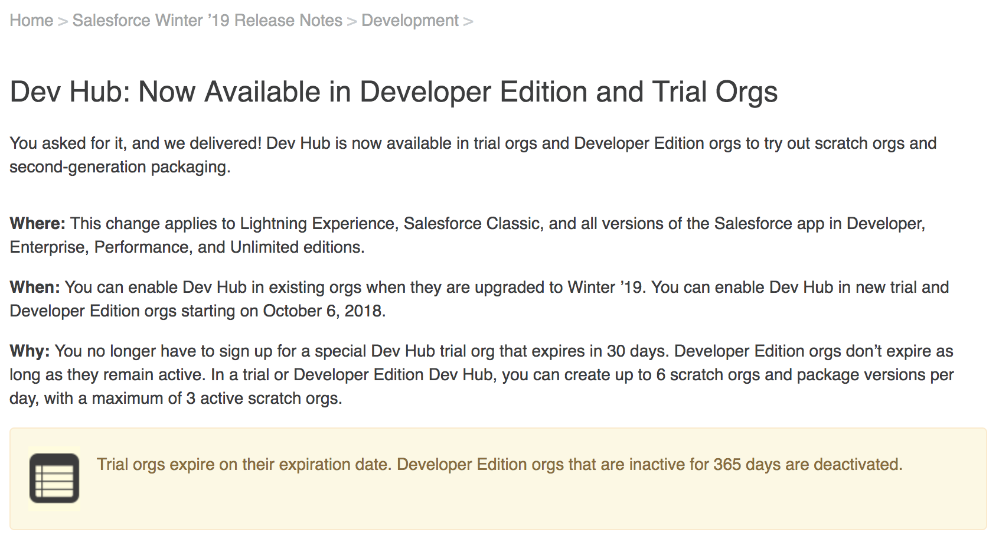 Home > Salesforce Winter ’19 Release Notes > Development >
Dev Hub: Now Available in Developer Edition and Trial Orgs
You asked for it, and we delivered! Dev Hub is now available in trial orgs and Developer Edition orgs to try out scratch orgs and
second-generation packaging.
Where: This change applies to Lightning Experience, Salesforce Classic, and all versions of the Salesforce app in Developer,
Enterprise, Performance, and Unlimited editions.
When: You can enable Dev Hub in existing orgs when they are upgraded to Winter ’19. You can enable Dev Hub in new trial and
Developer Edition orgs starting on October 6, 2018.
Why: You no longer have to sign up for a special Dev Hub trial org that expires in 30 days. Developer Edition orgs don’t expire as
long as they remain active. In a trial or Developer Edition Dev Hub, you can create up to 6 scratch orgs and package versions per
day, with a maximum of 3 active scratch orgs.
Trial orgs expire on their expiration date. Developer Edition orgs that are inactive for 365 days are deactivated.